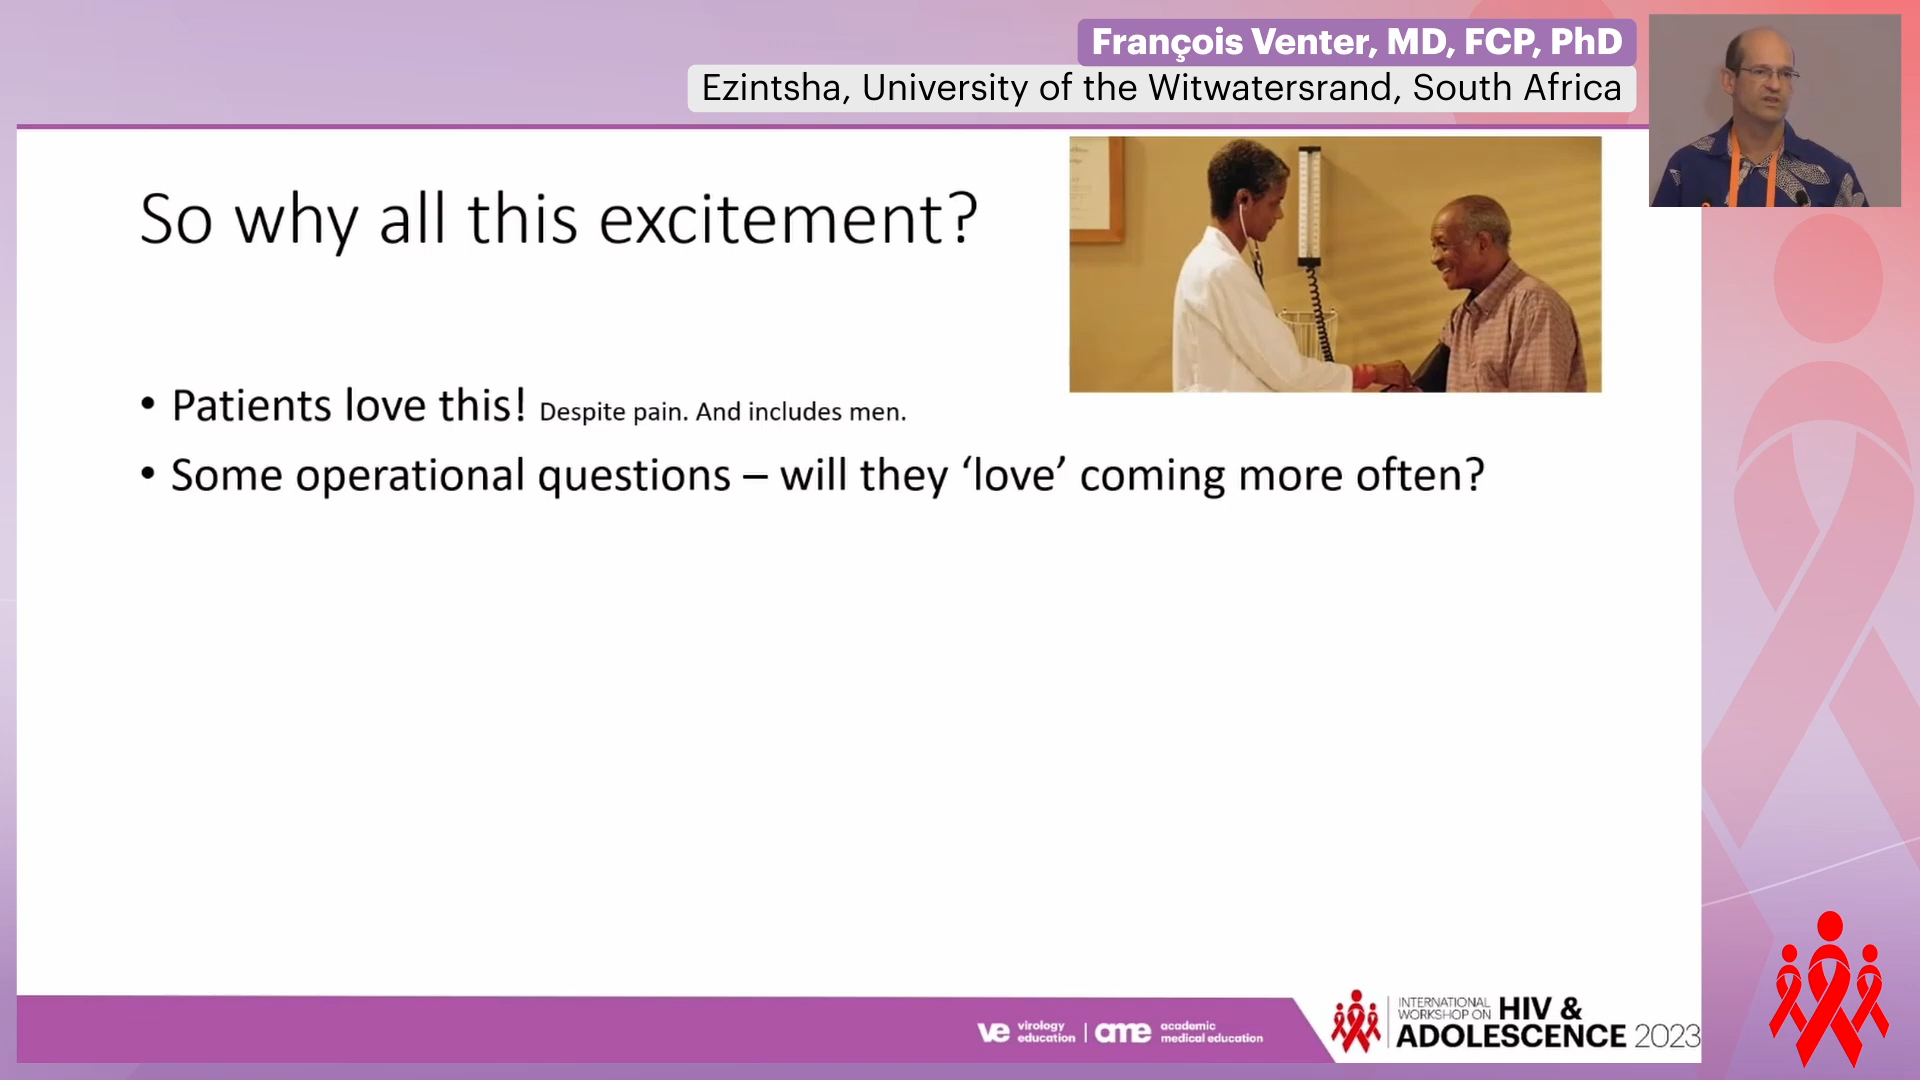 François Venter, MD, FCP, PhD
Ezintsha, University of the Witwatersrand, South Africa
So why all this excitement?
• Patients love this! Despite pain. And includes men.
• Some operational questions – will they ‘love’ coming more often?
ve virology education | ame academic medical education
INTERNATIONAL WORKSHOP ON HIV & ADOLESCENCE 2023